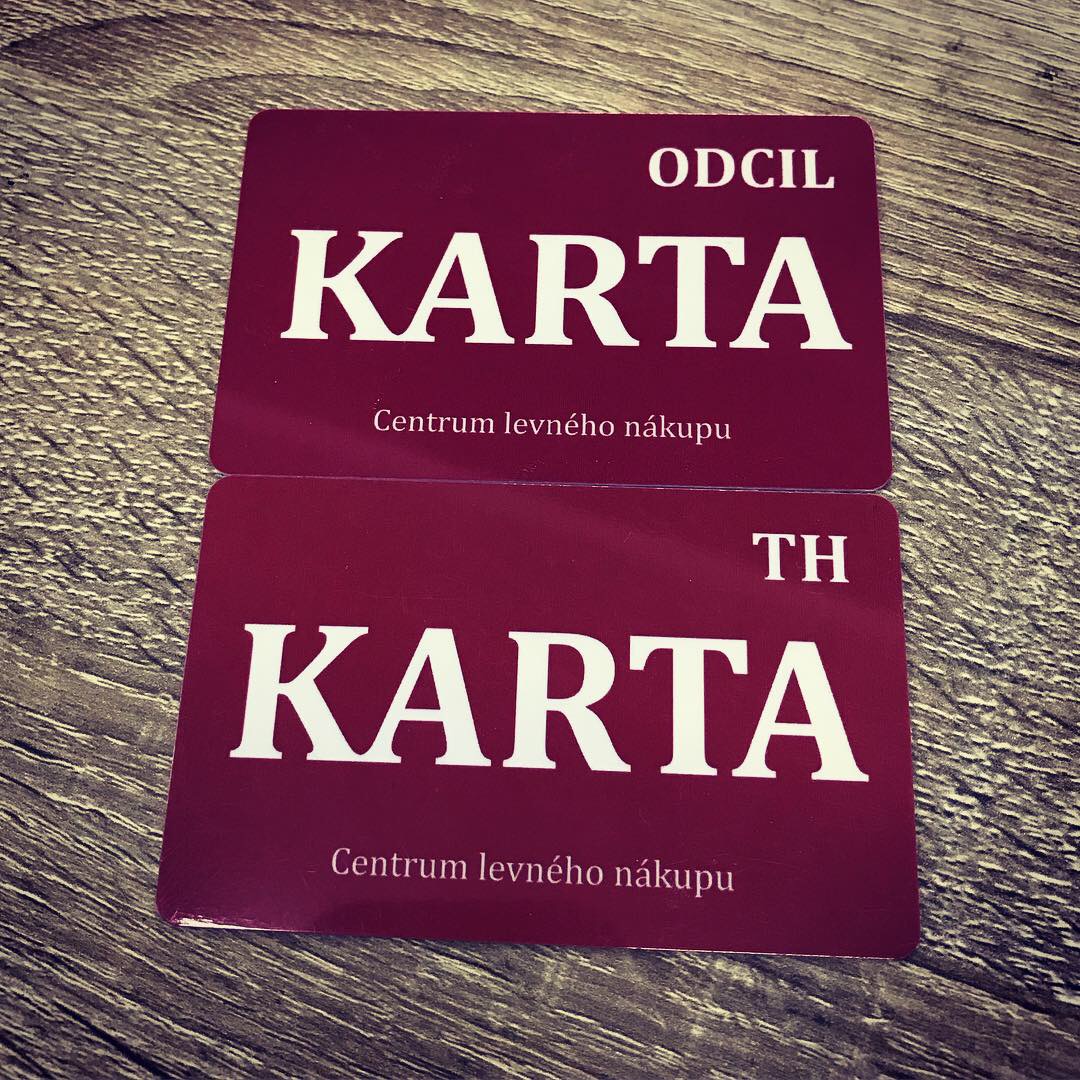 ODCIL
KARTA
Centrum levného nákupu
TH
KARTA
Centrum levného nákupu